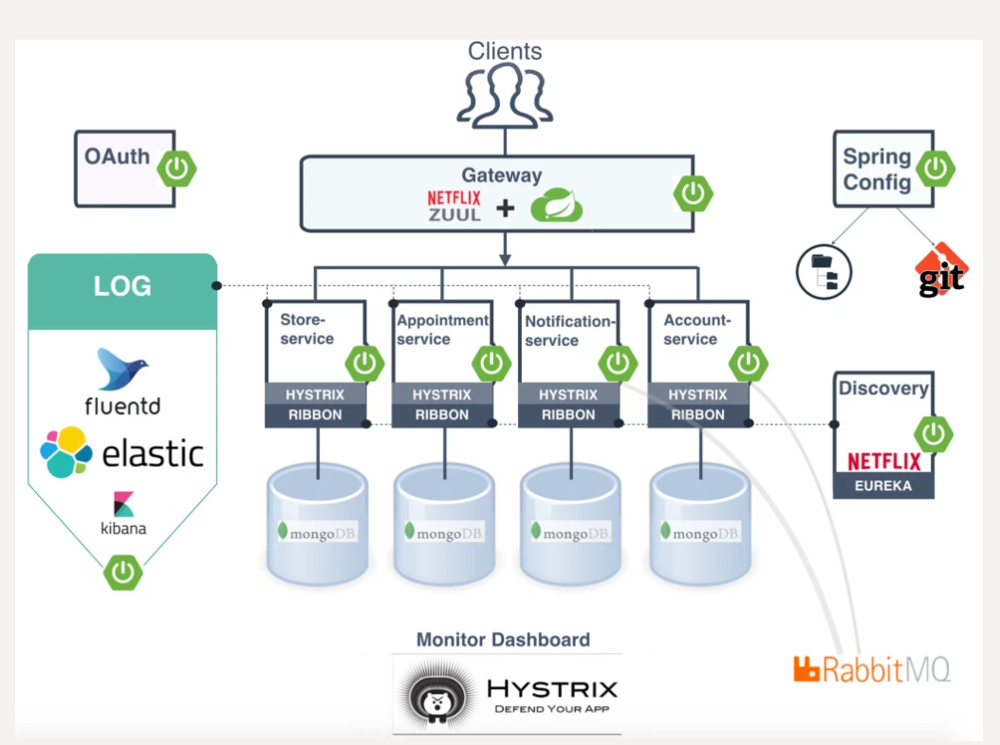 Clients
OAuth
Gateway
NETFLIX
ZUUL
+
Spring
Config
git
LOG
fluentd
elastic
kibana
Store-
service
HYSTRIX
RIBBON
Appointment
service
HYSTRIX
RIBBON
Notification-
service
HYSTRIX
RIBBON
Account-
service
HYSTRIX
RIBBON
Discovery
NETFLIX
EUREKA
mongoDB
mongoDB
mongoDB
mongoDB
Monitor Dashboard
HYSTRIX
DEFEND YOUR APP
RabbitMQ